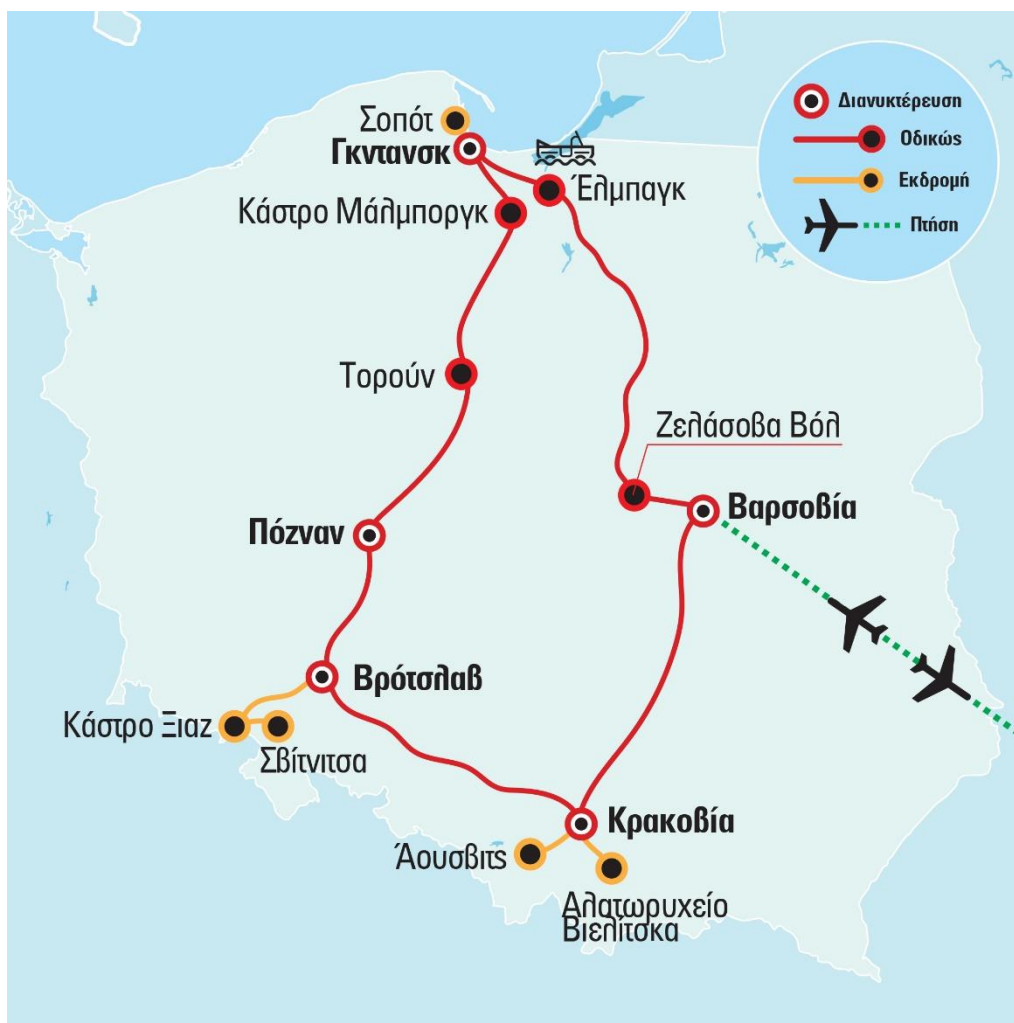 Διανυκτέρευση
Οδικώς
Εκδρομή
Πτήση
Σοπότ
Γκντανσκ
Έλμπαγκ
Κάστρο Μάλμποργκ
Τορούν
Ζελάσοβα Βόλ
Βαρσοβία
Πόζναν
Βρότσλαβ
Κάστρο Ξιαζ
Σβίτνιτσα
Κρακοβία
Άουσβιτς
Αλατωρυχείο
Βιελίτσκα